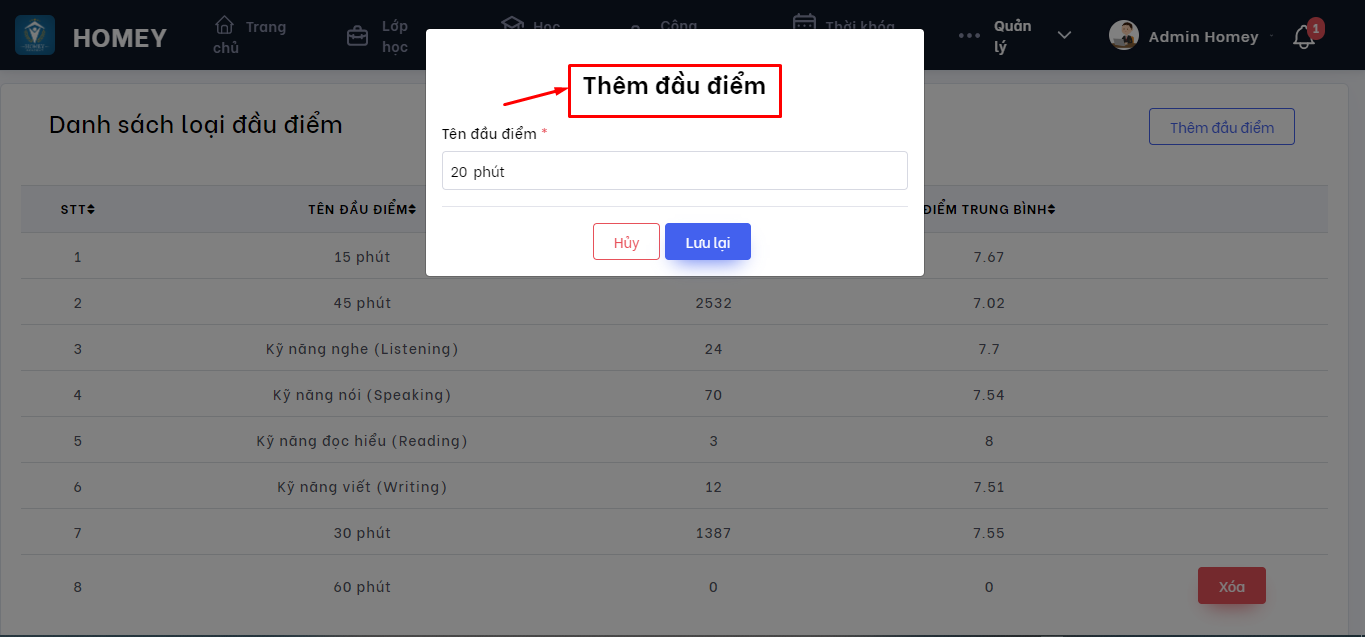 HOMEY
Trang chủ
Lớp học
Học
Công
Thời khóa
Quản lý
Admin Homey
1
Danh sách loại đầu điểm
Thêm đầu điểm
Thêm đầu điểm
Tên đầu điểm *
20 phút
Hủy Lưu lại
STT TÊN ĐẦU ĐIỂM ĐIỂM TRUNG BÌNH
1 15 phút 7.67
2 45 phút 2532 7.02
3 Kỹ năng nghe (Listening) 24 7.7
4 Kỹ năng nói (Speaking) 70 7.54
5 Kỹ năng đọc hiểu (Reading) 3 8
6 Kỹ năng viết (Writing) 12 7.51
7 30 phút 1387 7.55
8 60 phút 0 0 Xóa